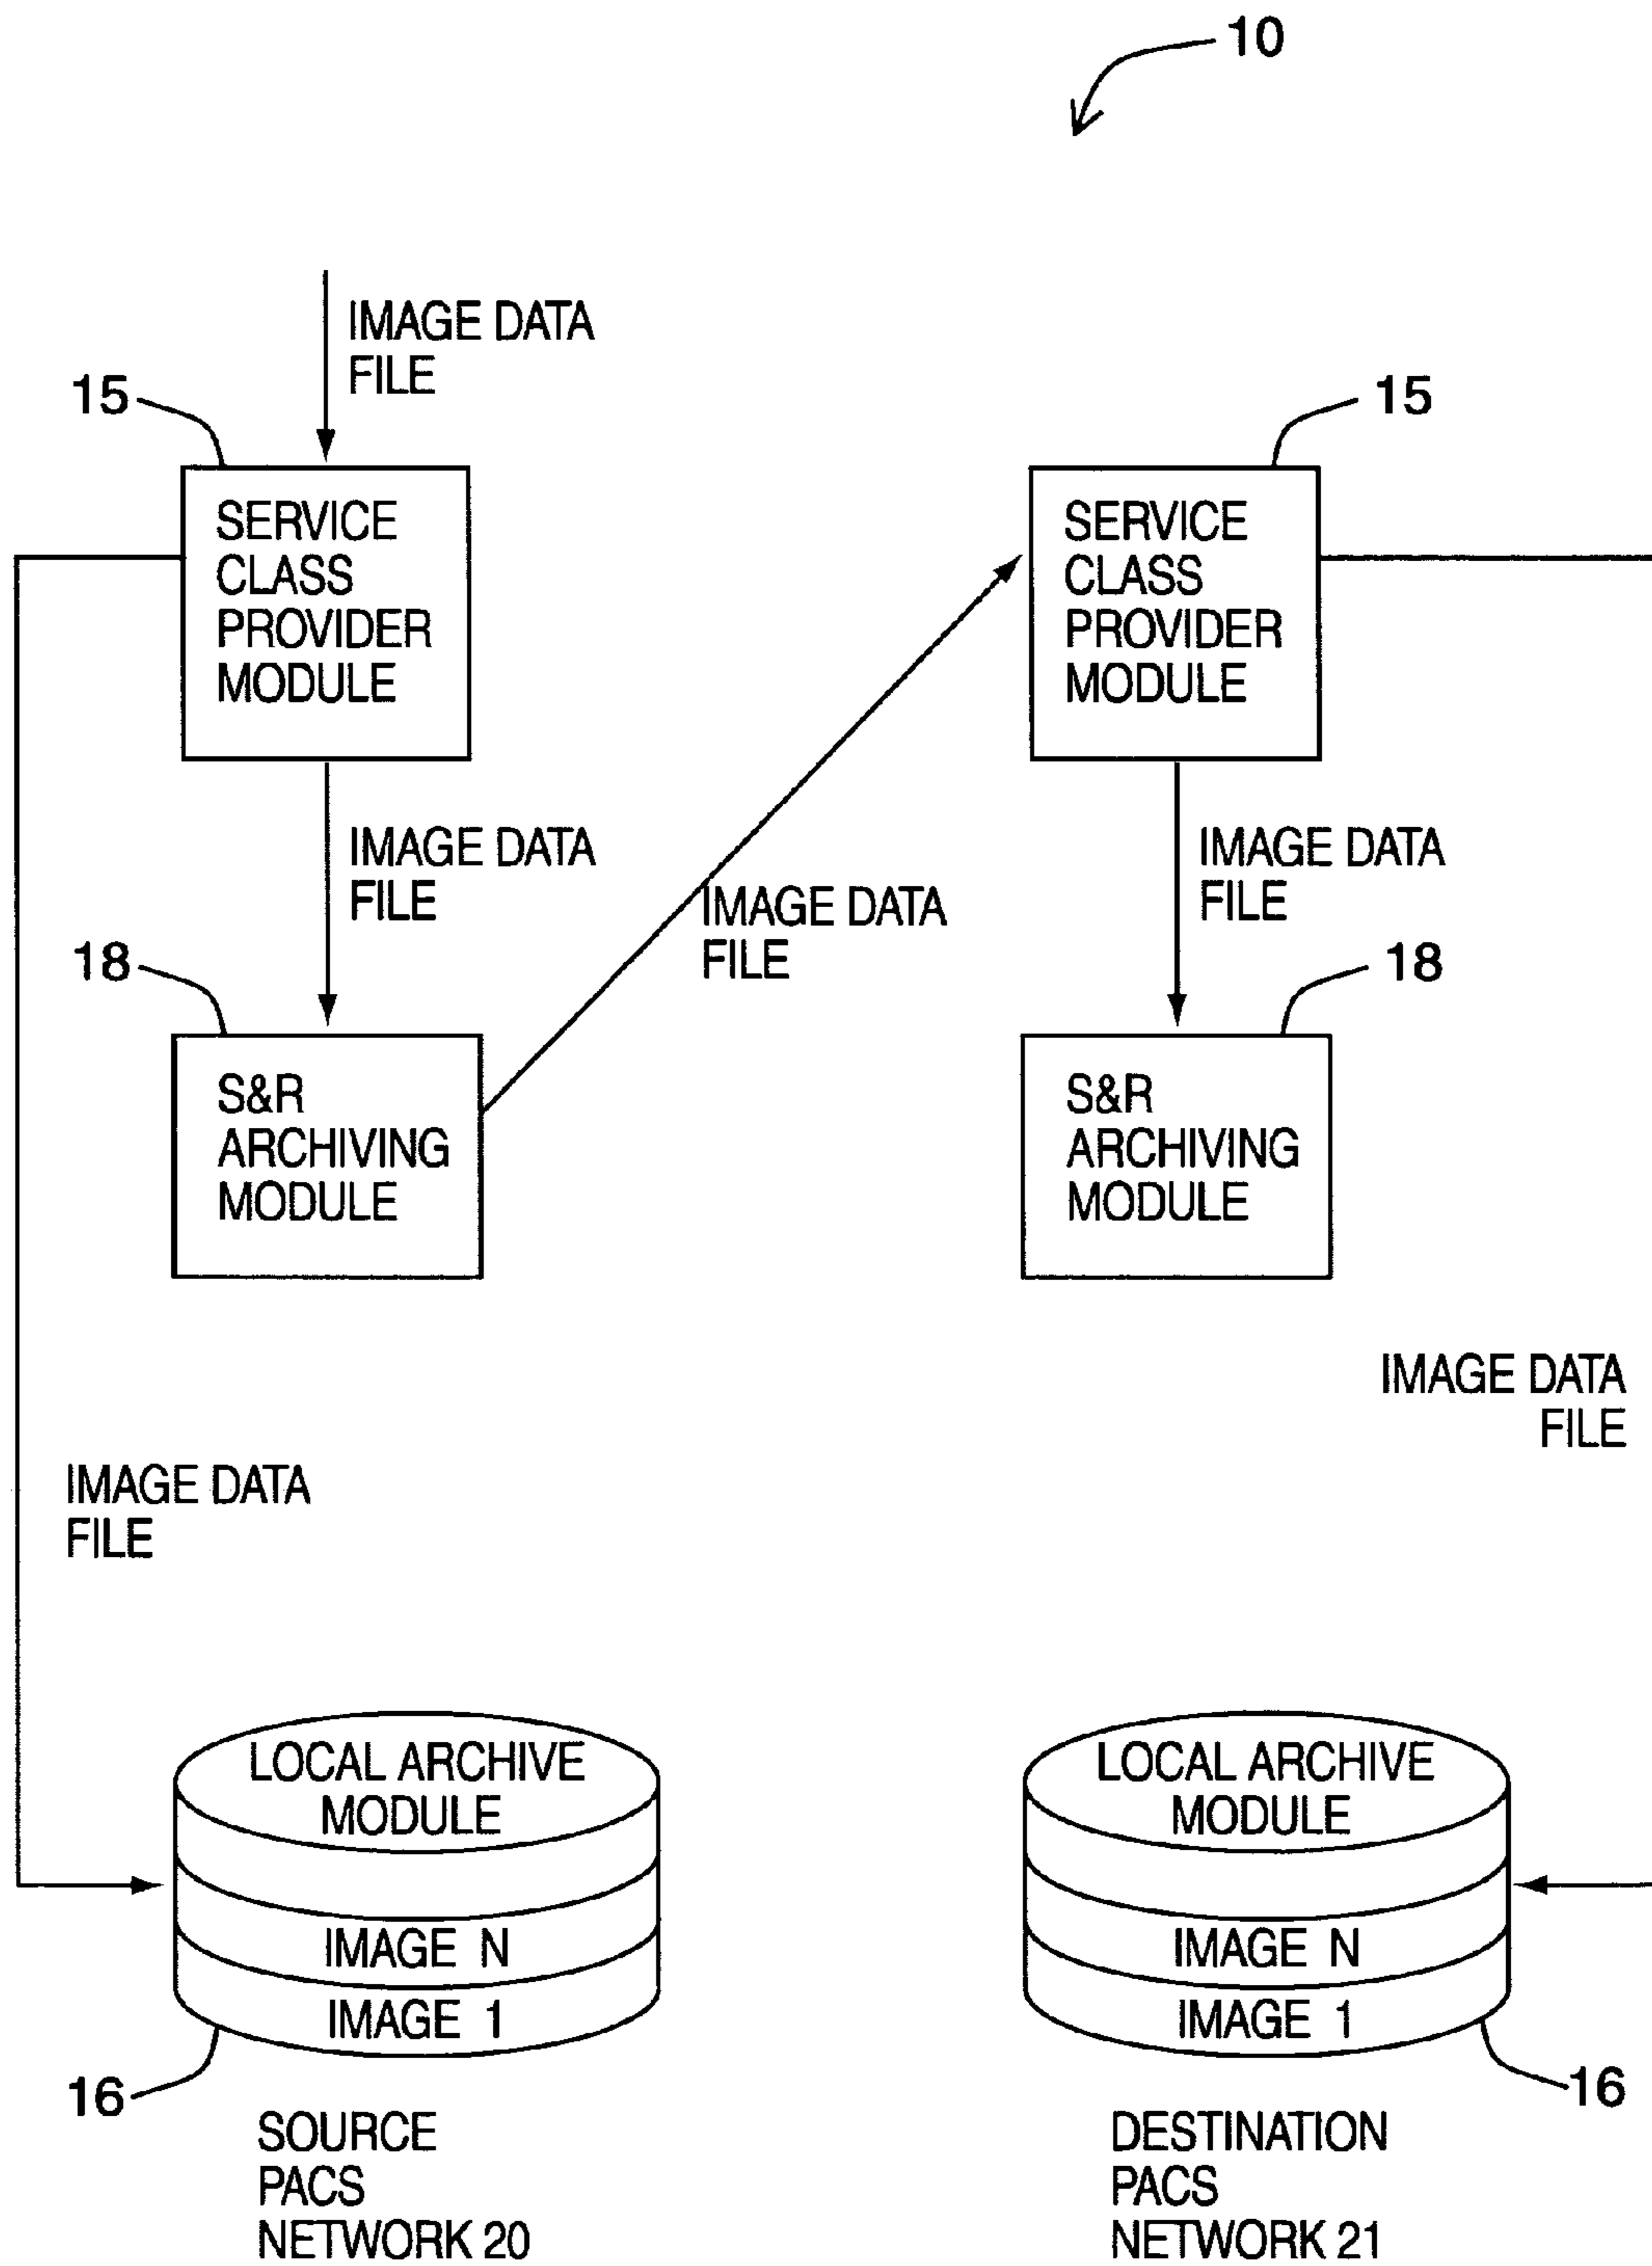 10
IMAGE DATA
FILE
15
15
SERVICE
CLASS
PROVIDER
MODULE
SERVICE
CLASS
PROVIDER
MODULE
IMAGE DATA
FILE
IMAGE DATA
FILE
IMAGE DATA
FILE
18
18
S&R
ARCHIVING
MODULE
S&R
ARCHIVING
MODULE
IMAGE DATA
FILE
IMAGE DATA
FILE
LOCAL ARCHIVE
MODULE
IMAGE N
IMAGE 1
LOCAL ARCHIVE
MODULE
IMAGE N
IMAGE 1
16
16
SOURCE
PACS
NETWORK 20
DESTINATION
PACS
NETWORK 21